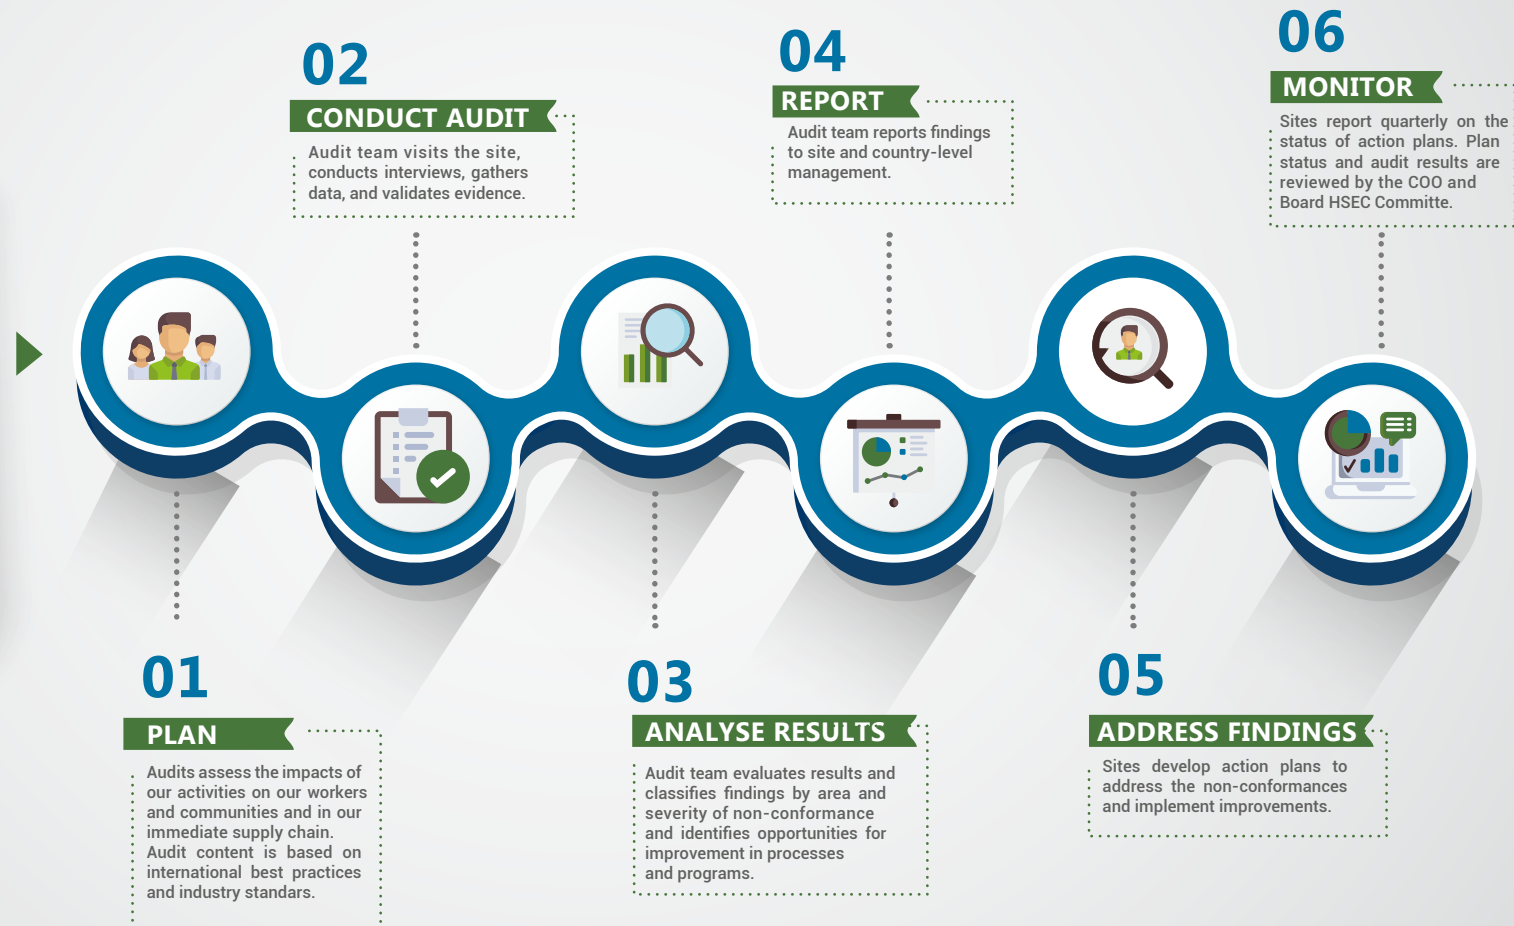 01
PLAN
Audits assess the impacts of
our activities on our workers
and communities and in our
immediate supply chain.
Audit content is based on
international best practices
and industry standars.
02
CONDUCT AUDIT
Audit team visits the site,
conducts interviews, gathers
data, and validates evidence.
03
ANALYSE RESULTS
Audit team evaluates results and
classifies findings by area and
severity of non-conformance
and identifies opportunities for
improvement in processes
and programs.
04
REPORT
Audit team reports findings
to site and country-level
management.
05
ADDRESS FINDINGS
Sites develop action plans to
address the non-conformances
and implement improvements.
06
MONITOR
Sites report quarterly on the
status of action plans. Plan
status and audit results are
reviewed by the COO and
Board HSEC Committe.